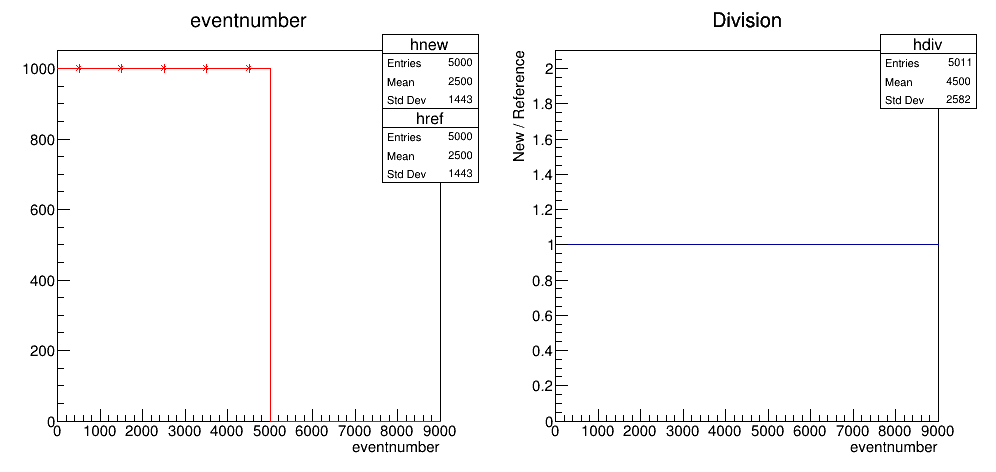 eventnumber
hnew
Entries 5000
Mean 2500
Std Dev 1443
href
Entries 5000
Mean 2500
Std Dev 1443
1000
800
600
400
200
0
0 1000 2000 3000 4000 5000 6000 7000 8000 9000
eventnumber
Division
hdiv
Entries 5011
Mean 4500
Std Dev 2582
New / Reference
2
1.8
1.6
1.4
1.2
1
0.8
0.6
0.4
0.2
0
0 1000 2000 3000 4000 5000 6000 7000 8000 9000
eventnumber